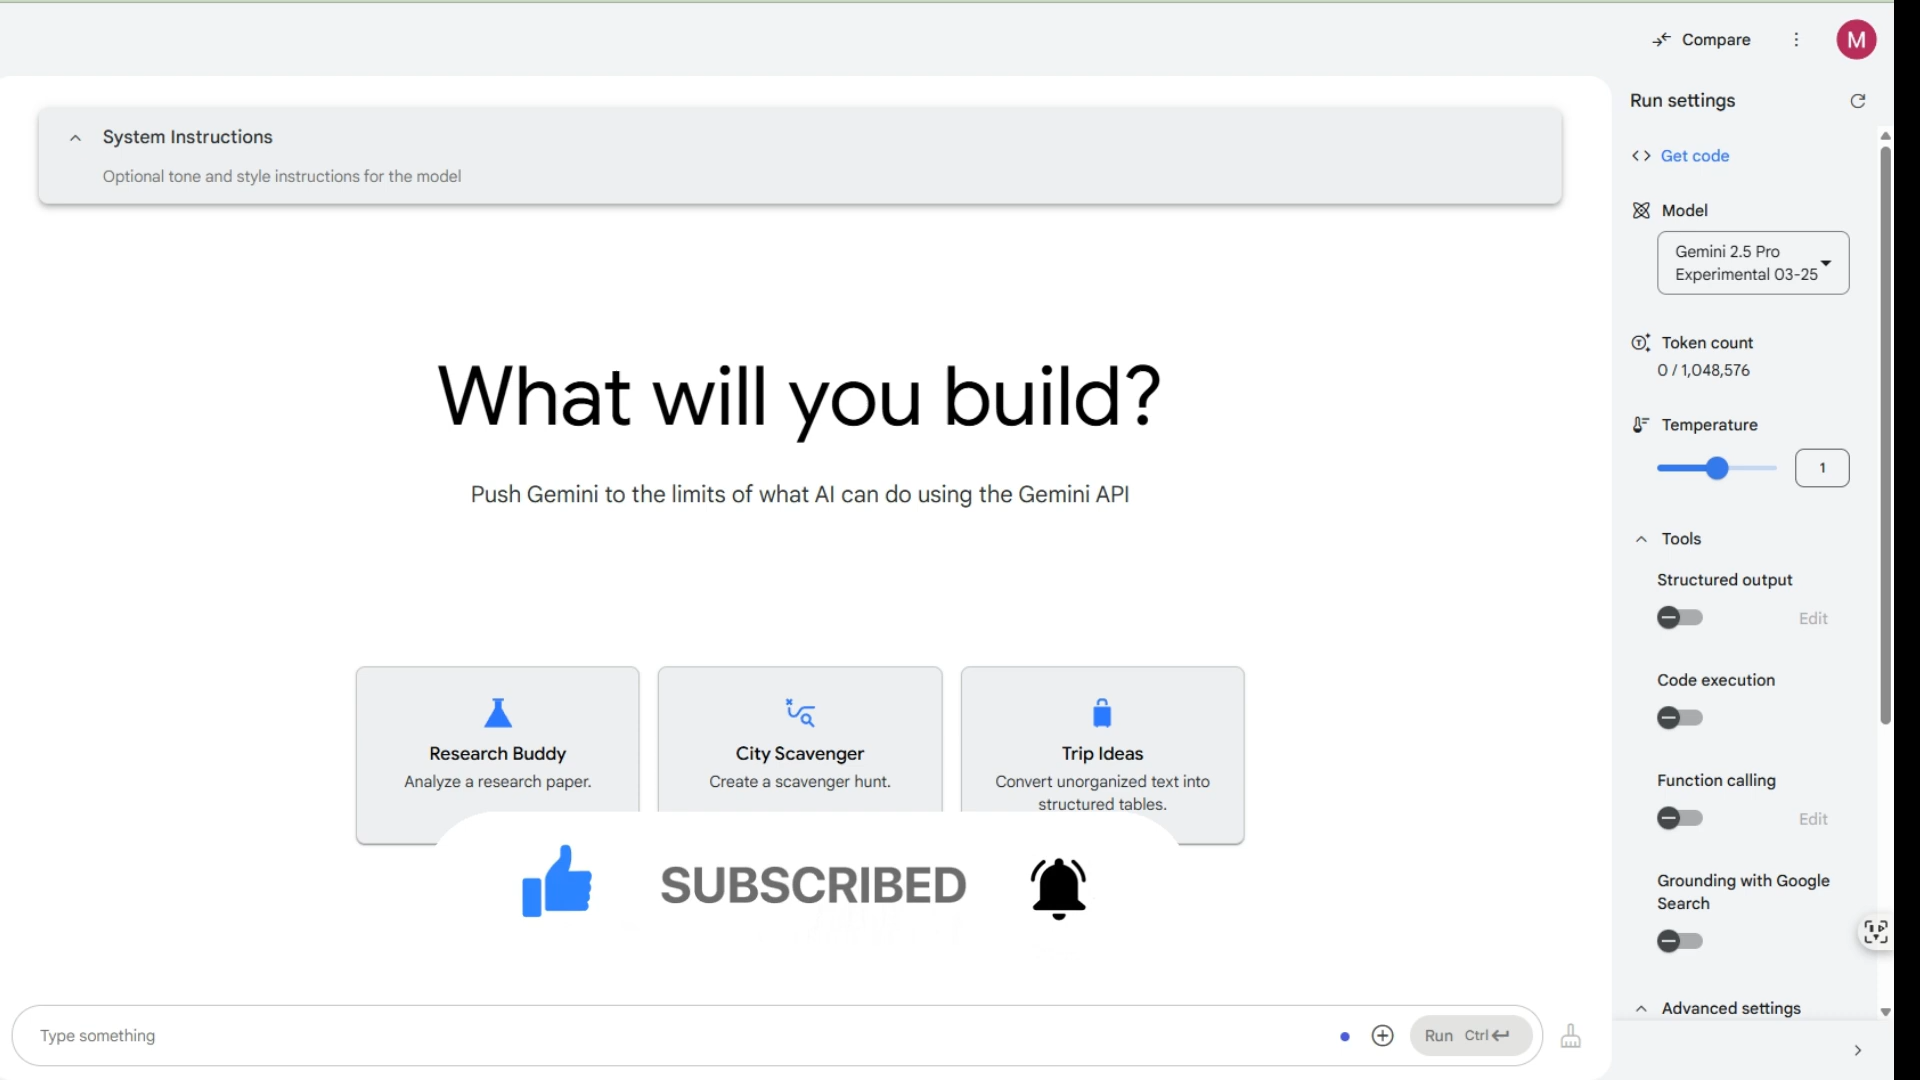 Compare
M
Run settings
System Instructions
Optional tone and style instructions for the model
Get code
Model
Gemini 2.5 Pro
Experimental 03-25
Token count
0 / 1,048,576
Temperature
1
What will you build?
Push Gemini to the limits of what AI can do using the Gemini API
Tools
Structured output
Edit
Code execution
Function calling
Edit
Grounding with Google
Search
Advanced settings
Research Buddy
Analyze a research paper.
City Scavenger
Create a scavenger hunt.
Trip Ideas
Convert unorganized text into
structured tables.
SUBSCRIBED
Type something
Run Ctrl